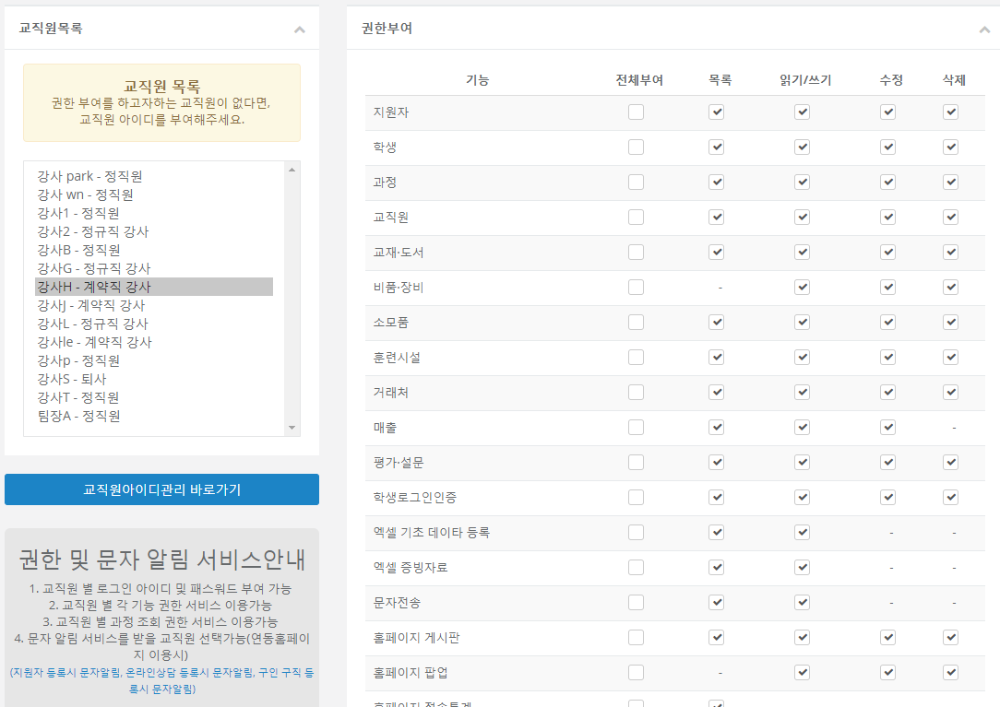 교직원목록
교직원 목록
권한 부여를 하고자하는 교직원이 없다면,
교직원 아이디를 부여해주세요.
강사 park - 정직원
강사 wn - 정직원
강사1 - 정직원
강사2 - 정규직 강사
강사B - 정직원
강사G - 정규직 강사
강사H - 계약직 강사
강사J - 계약직 강사
강사L - 정규직 강사
강사le - 계약직 강사
강사p - 정직원
강사S - 퇴사
강사T - 정직원
팀장A - 정직원
교직원아이디관리 바로가기
권한 및 문자 알림 서비스안내
1. 교직원 별 로그인 아이디 및 패스워드 부여 가능
2. 교직원 별 각 기능 권한 서비스 이용가능
3. 교직원 별 과정 조회 권한 서비스 이용가능
4. 문자 알림 서비스를 받을 교직원 선택가능(연동홈페이
지 이용시)
(지원자 등록시 문자알림, 온라인상담 등록시 문자알림, 구인 구직 등
록시 문자알림)
권한부여
기능 전체부여 목록 읽기/쓰기 수정 삭제
지원자
학생
과정
교직원
교재·도서
비품·장비 -
소모품
훈련시설
거래처
매출 -
평가·설문
학생로그인인증
엑셀 기초 데이타 등록 - -
엑셀 증빙자료 - -
문자전송 - -
홈페이지 게시판
홈페이지 팝업 -
홈페이지 접속통계